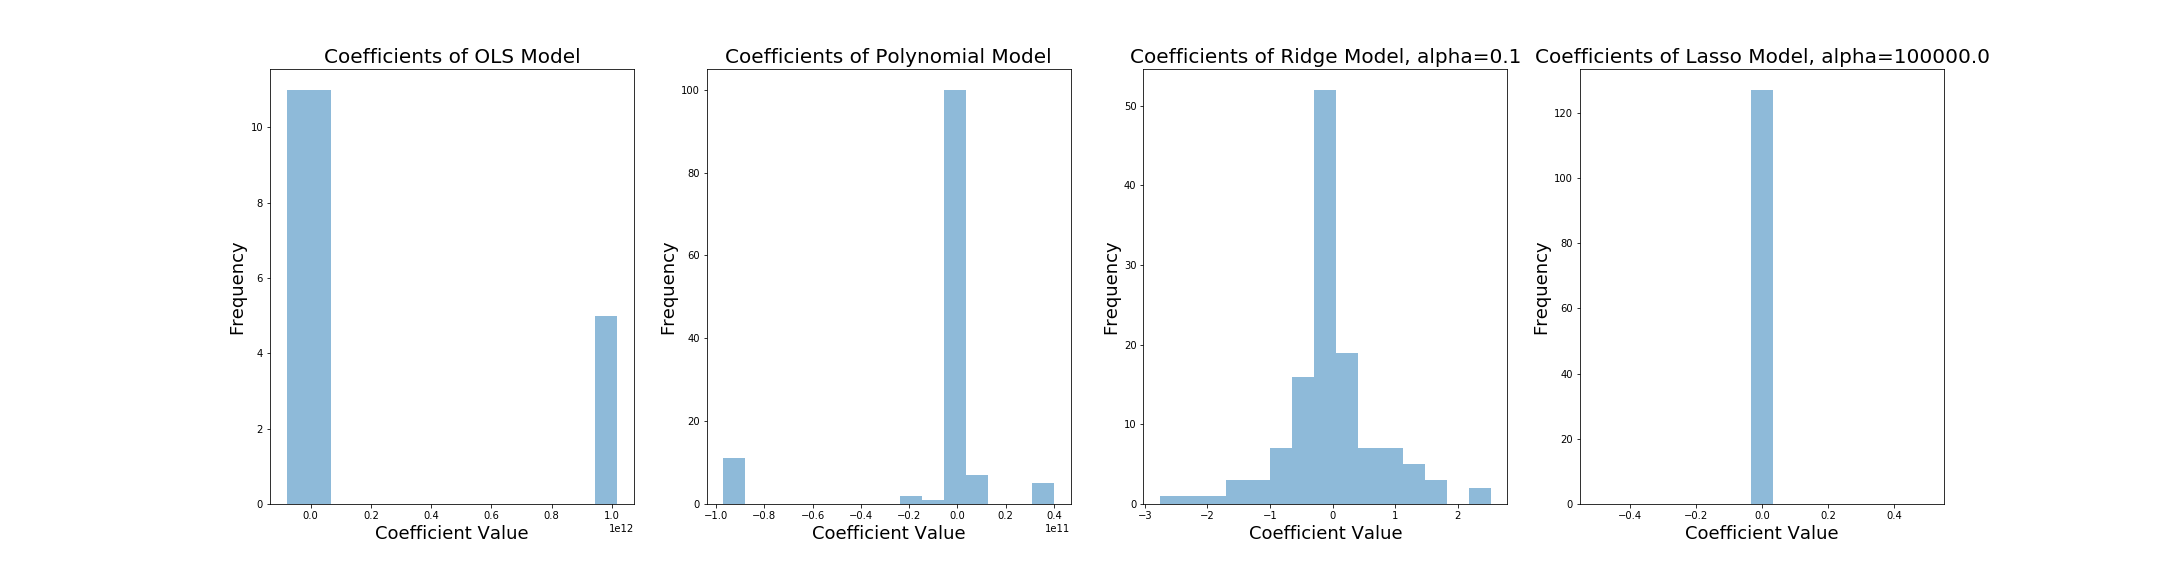 Coefficients of OLS Model
Frequency
10
8
6
4
2
0
0.0 0.2 0.4 0.6 0.8 1.0
1e12
Coefficient Value
Coefficients of Polynomial Model
Frequency
100
80
60
40
20
0
−1.0 −0.8 −0.6 −0.4 −0.2 0.0 0.2 0.4
1e11
Coefficient Value
Coefficients of Ridge Model, alpha=0.1
Frequency
50
40
30
20
10
0
−3 −2 −1 0 1 2
Coefficient Value
Coefficients of Lasso Model, alpha=100000.0
Frequency
120
100
80
60
40
20
0
−0.4 −0.2 0.0 0.2 0.4
Coefficient Value